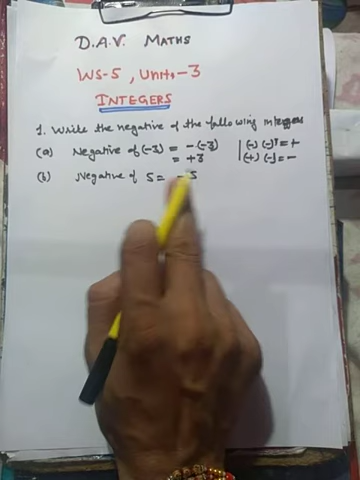 D.A.V. MATHS
WS-5, Unit-3
INTEGERS
1. Write the negative of the following integers
(a) Negative of (-3) = -(-3)
= +3
(-) (-) = +
(+) (-) = -
(b) Negative of 5 = -5